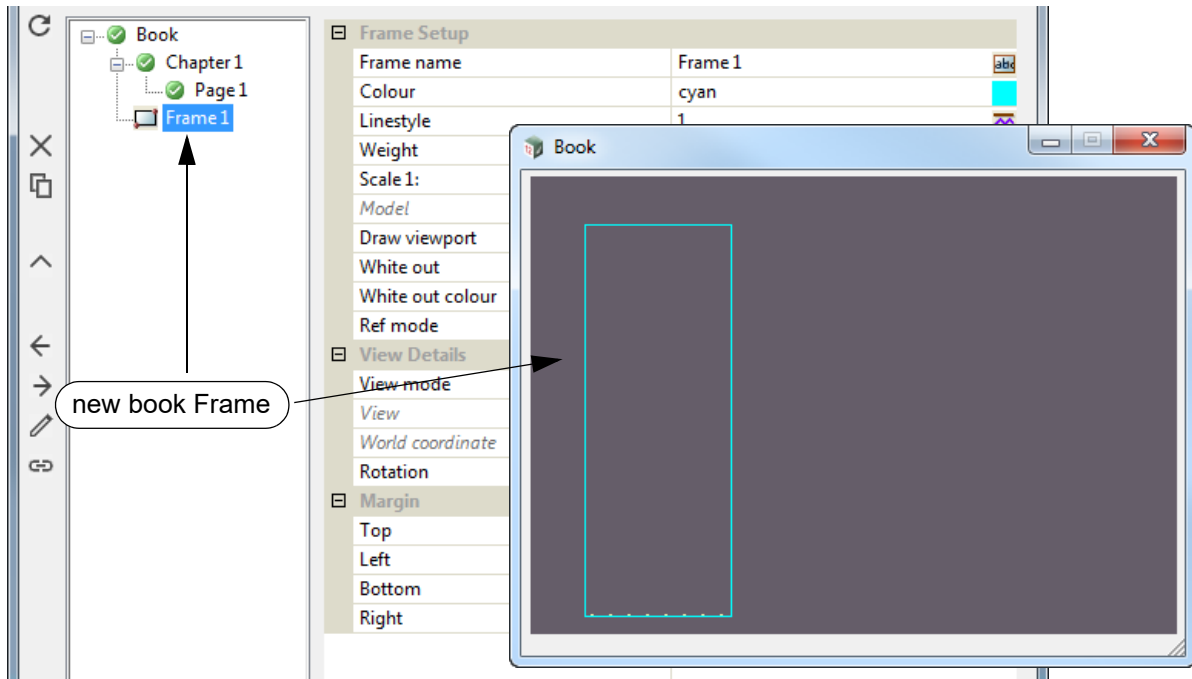 Book
Chapter 1
Page 1
Frame 1
Frame Setup
Frame name Frame 1 abc
Colour cyan
Linestyle 1
Weight
Scale 1:
Model
Draw viewport
White out
White out colour
Ref mode
View Details
View mode
View
World coordinate
Rotation
Margin
Top
Left
Bottom
Right
new book Frame
Book